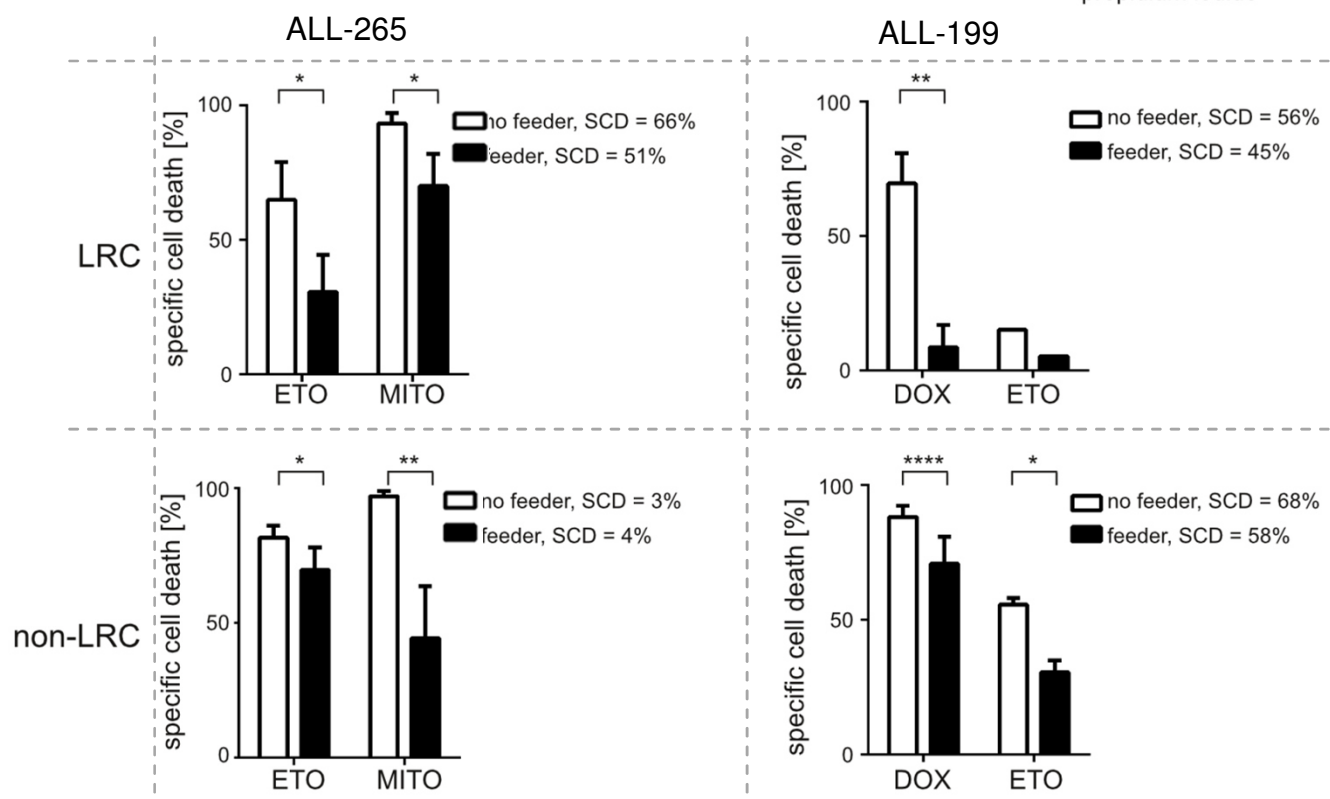 ALL-265
ALL-199
LRC
specific cell death [%]
100
50
0
*
*
no feeder, SCD = 66%
feeder, SCD = 51%
ETO
MITO
specific cell death [%]
100
50
0
**
no feeder, SCD = 56%
feeder, SCD = 45%
DOX
ETO
non-LRC
specific cell death [%]
100
50
0
*
**
no feeder, SCD = 3%
feeder, SCD = 4%
ETO
MITO
specific cell death [%]
100
50
0
****
*
no feeder, SCD = 68%
feeder, SCD = 58%
DOX
ETO